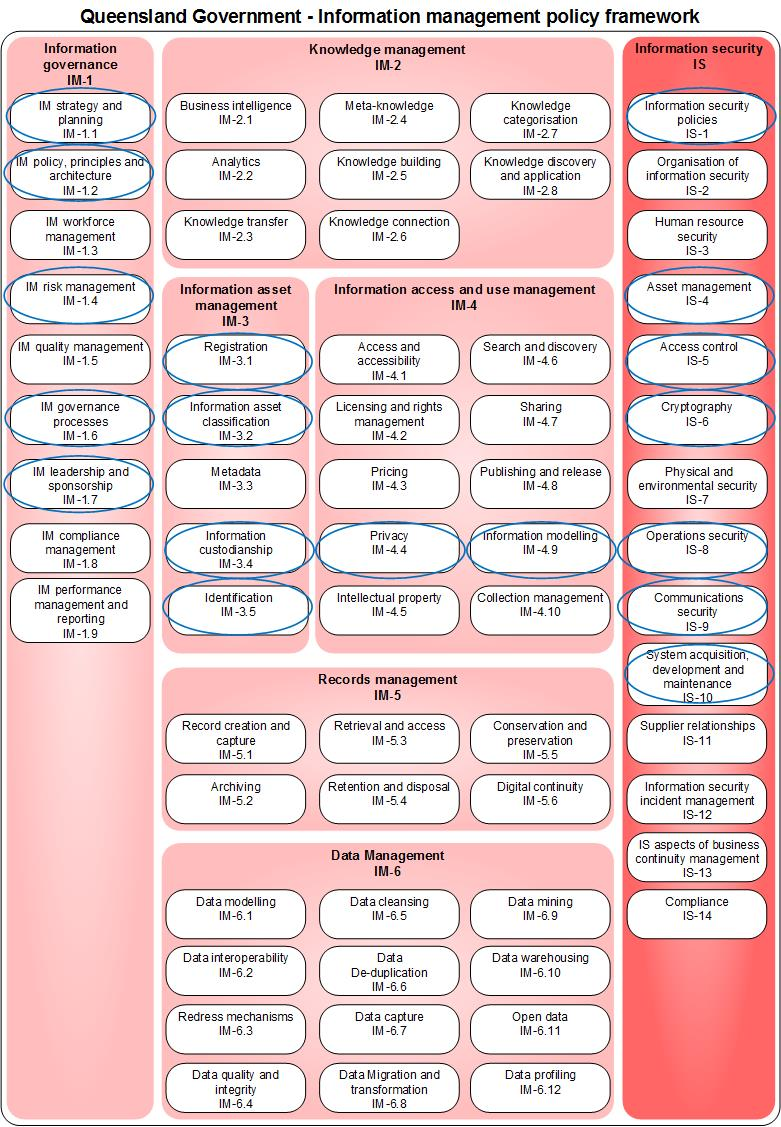 Queensland Government - Information management policy framework
Information
governance
IM-1
IM strategy and
planning
IM-1.1
IM policy, principles and
architecture
IM-1.2
IM workforce
management
IM-1.3
IM risk management
IM-1.4
IM quality management
IM-1.5
IM governance
processes
IM-1.6
IM leadership and
sponsorship
IM-1.7
IM compliance
management
IM-1.8
IM performance
management and
reporting
IM-1.9
Knowledge management
IM-2
Business intelligence
IM-2.1
Meta-knowledge
IM-2.4
Knowledge
categorisation
IM-2.7
Analytics
IM-2.2
Knowledge building
IM-2.5
Knowledge discovery
and application
IM-2.8
Knowledge transfer
IM-2.3
Knowledge connection
IM-2.6
Information asset
management
IM-3
Registration
IM-3.1
Information asset
classification
IM-3.2
Metadata
IM-3.3
Information
custodianship
IM-3.4
Identification
IM-3.5
Information access and use management
IM-4
Access and
accessibility
IM-4.1
Search and discovery
IM-4.6
Licensing and rights
management
IM-4.2
Sharing
IM-4.7
Pricing
IM-4.3
Publishing and release
IM-4.8
Privacy
IM-4.4
Information modelling
IM-4.9
Intellectual property
IM-4.5
Collection management
IM-4.10
Records management
IM-5
Record creation and
capture
IM-5.1
Retrieval and access
IM-5.3
Conservation and
preservation
IM-5.5
Archiving
IM-5.2
Retention and disposal
IM-5.4
Digital continuity
IM-5.6
Data Management
IM-6
Data modelling
IM-6.1
Data cleansing
IM-6.5
Data mining
IM-6.9
Data interoperability
IM-6.2
Data
De-duplication
IM-6.6
Data warehousing
IM-6.10
Redress mechanisms
IM-6.3
Data capture
IM-6.7
Open data
IM-6.11
Data quality and
integrity
IM-6.4
Data Migration and
transformation
IM-6.8
Data profiling
IM-6.12
Information security
IS
Information security
policies
IS-1
Organisation of
information security
IS-2
Human resource
security
IS-3
Asset management
IS-4
Access control
IS-5
Cryptography
IS-6
Physical and
environmental security
IS-7
Operations security
IS-8
Communications
security
IS-9
System acquisition,
development and
maintenance
IS-10
Supplier relationships
IS-11
Information security
incident management
IS-12
IS aspects of business
continuity management
IS-13
Compliance
IS-14